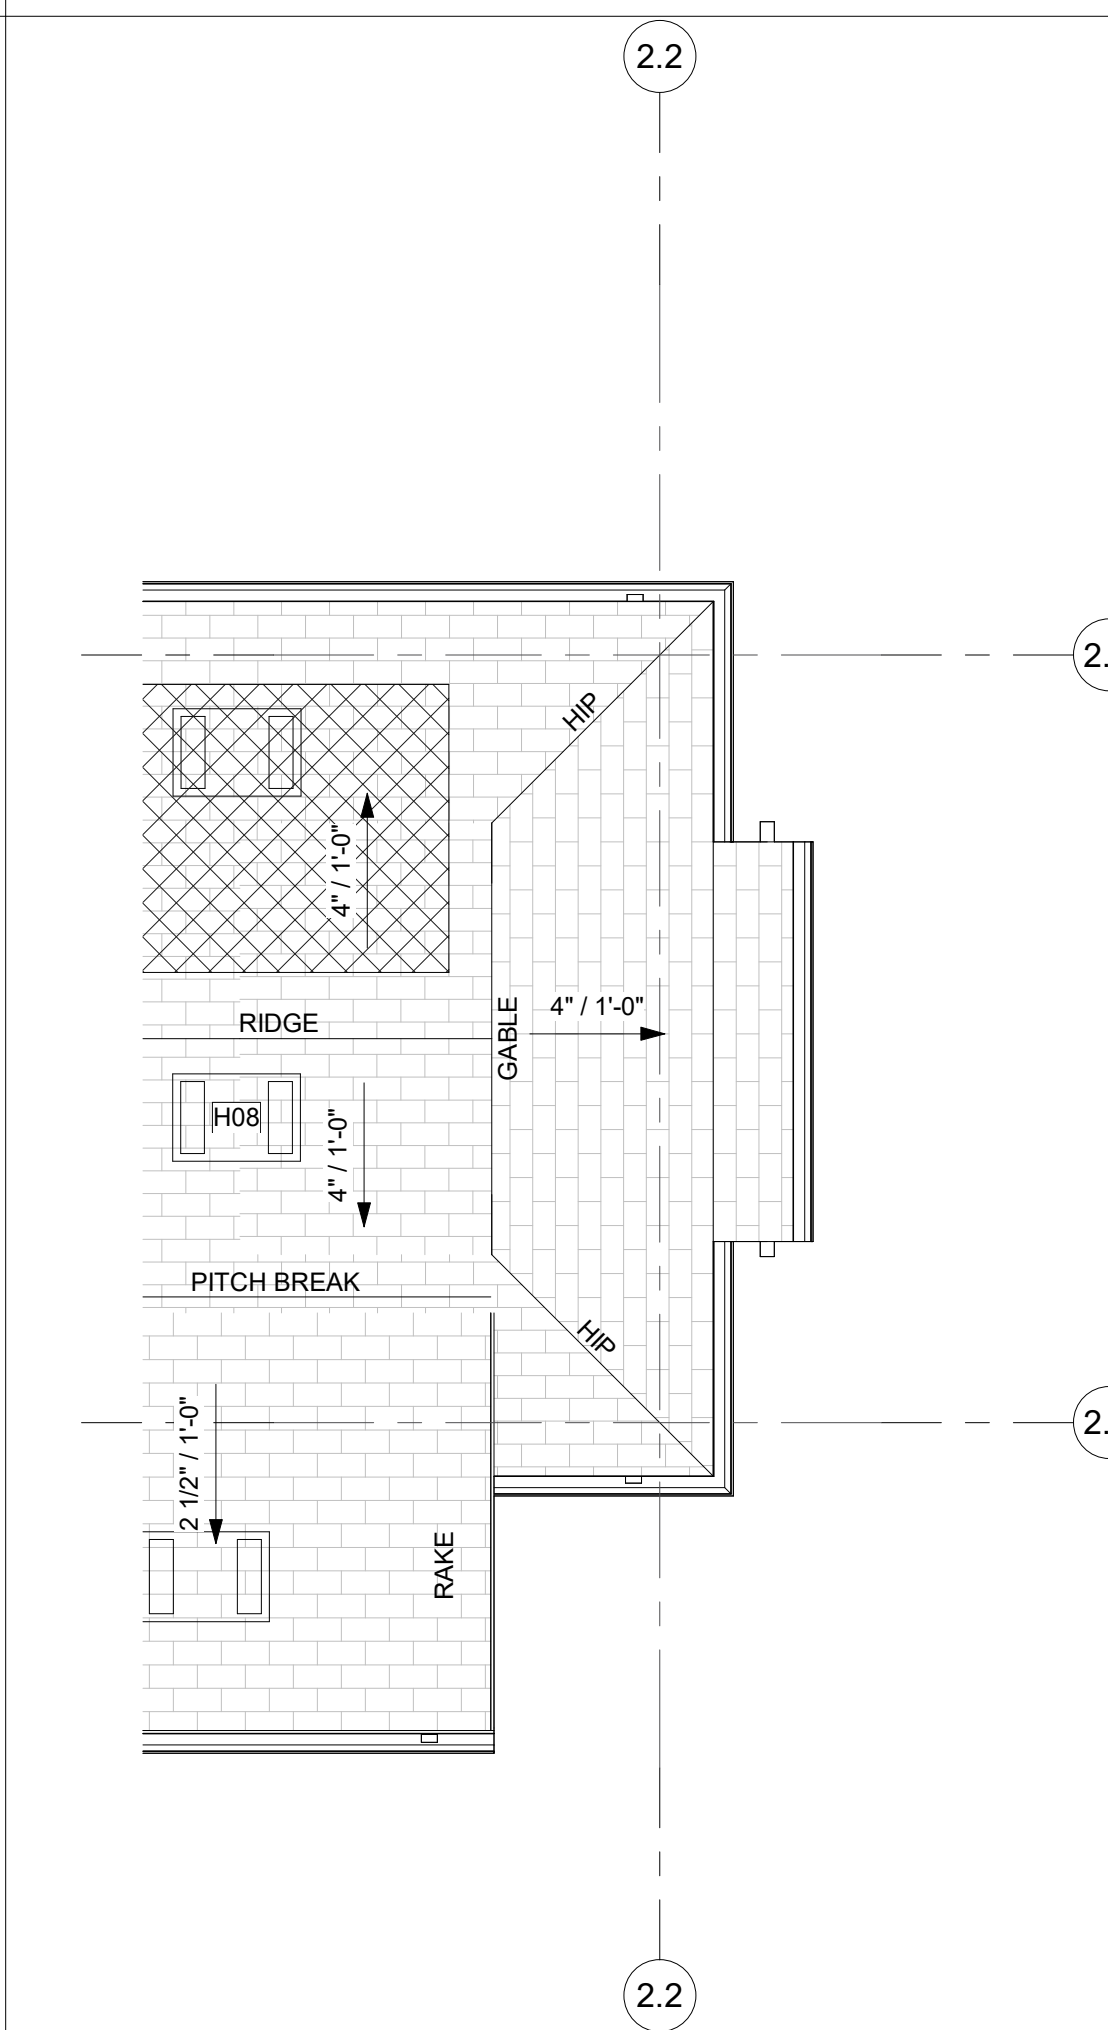 2.2
2.
HIP
4" / 1'-0"
RIDGE
GABLE
4" / 1'-0"
H08
4" / 1'-0"
PITCH BREAK
HIP
2 1/2" / 1'-0"
2.
RAKE
2.2